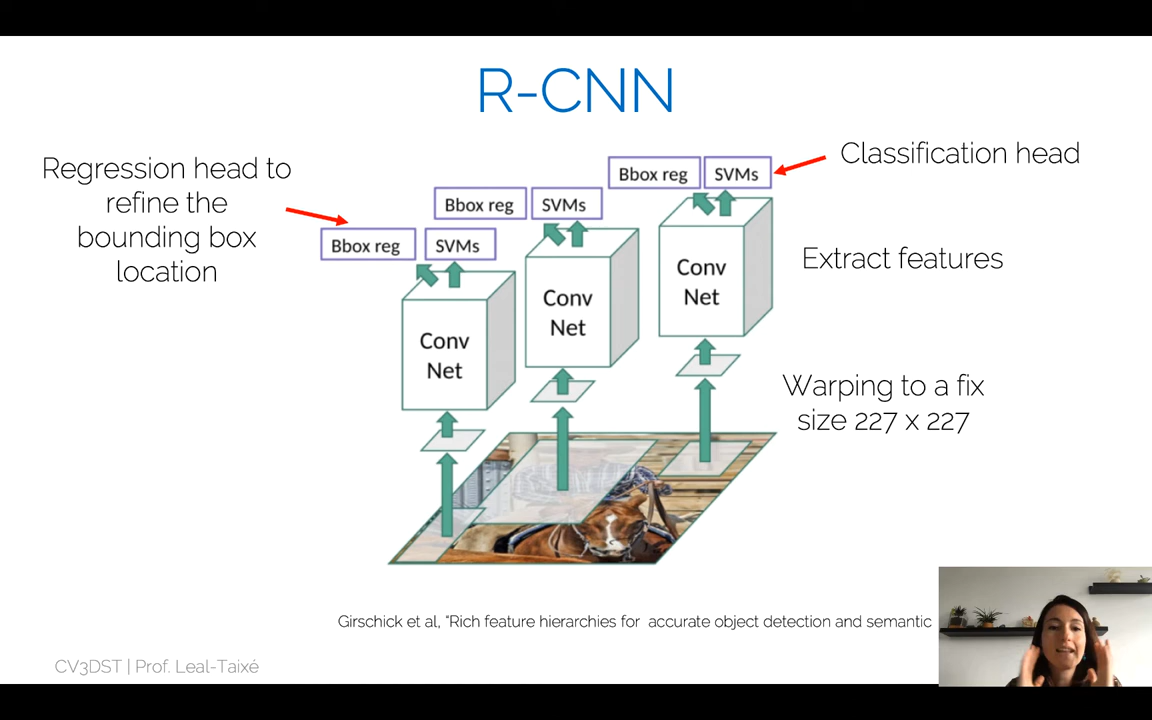 R-CNN
Regression head to
refine the
bounding box
location
Bbox reg
SVMs
Bbox reg
SVMs
Bbox reg
SVMs
Classification head
Conv
Net
Conv
Net
Conv
Net
Extract features
Warping to a fix
size 227 x 227
Girschick et al, “Rich feature hierarchies for accurate object detection and semantic
CV3DST | Prof. Leal-Taixé